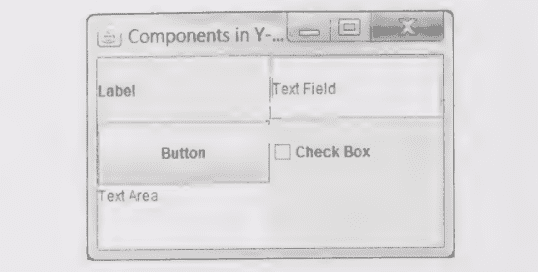 Components in Y-...
Label
Text Field
Button
Check Box
Text Area